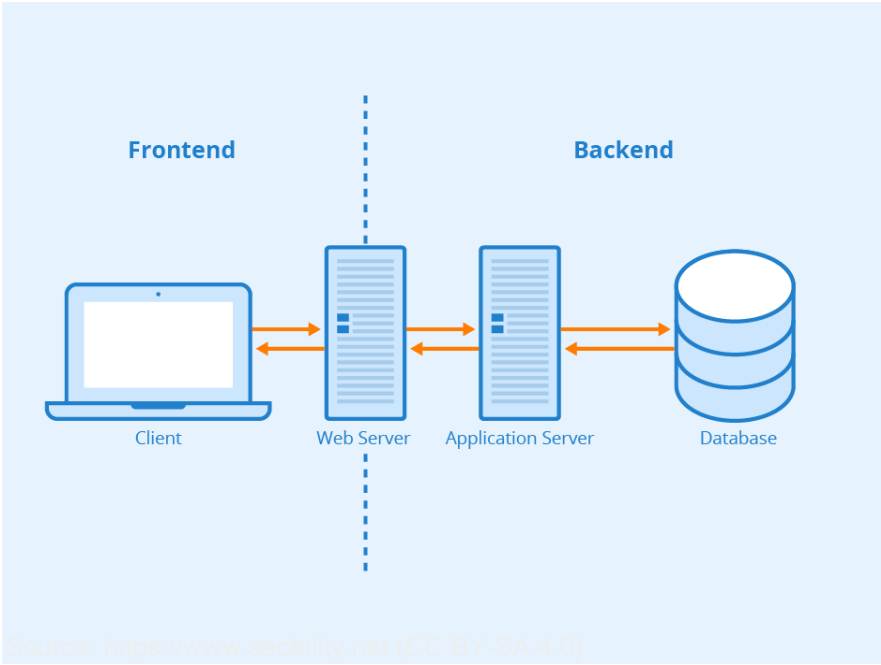 Frontend
Backend
Client
Web Server
Application Server
Database
Source: https://www.seobility.net (CC BY-SA 4.0)